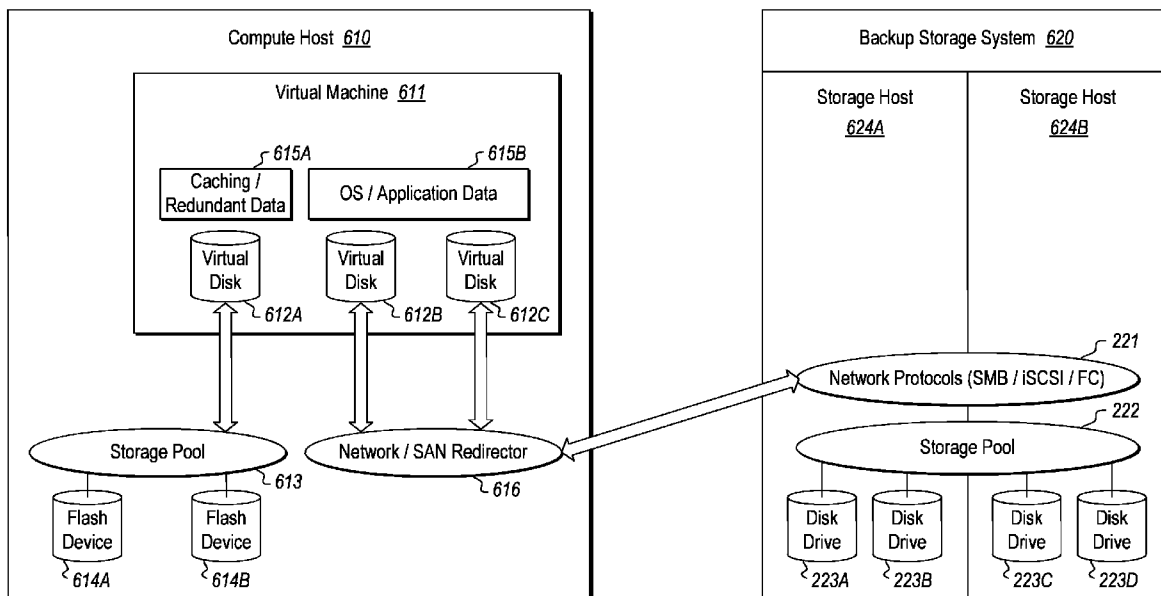 Compute Host 610
Virtual Machine 611
615A
Caching /
Redundant Data
615B
OS / Application Data
Virtual
Disk
612A
Virtual
Disk
612B
Virtual
Disk
612C
Storage Pool
613
Network / SAN Redirector
616
Flash
Device
614A
Flash
Device
614B
Backup Storage System 620
Storage Host
624A
Storage Host
624B
221
Network Protocols (SMB / iSCSI / FC)
222
Storage Pool
Disk
Drive
223A
Disk
Drive
223B
Disk
Drive
223C
Disk
Drive
223D